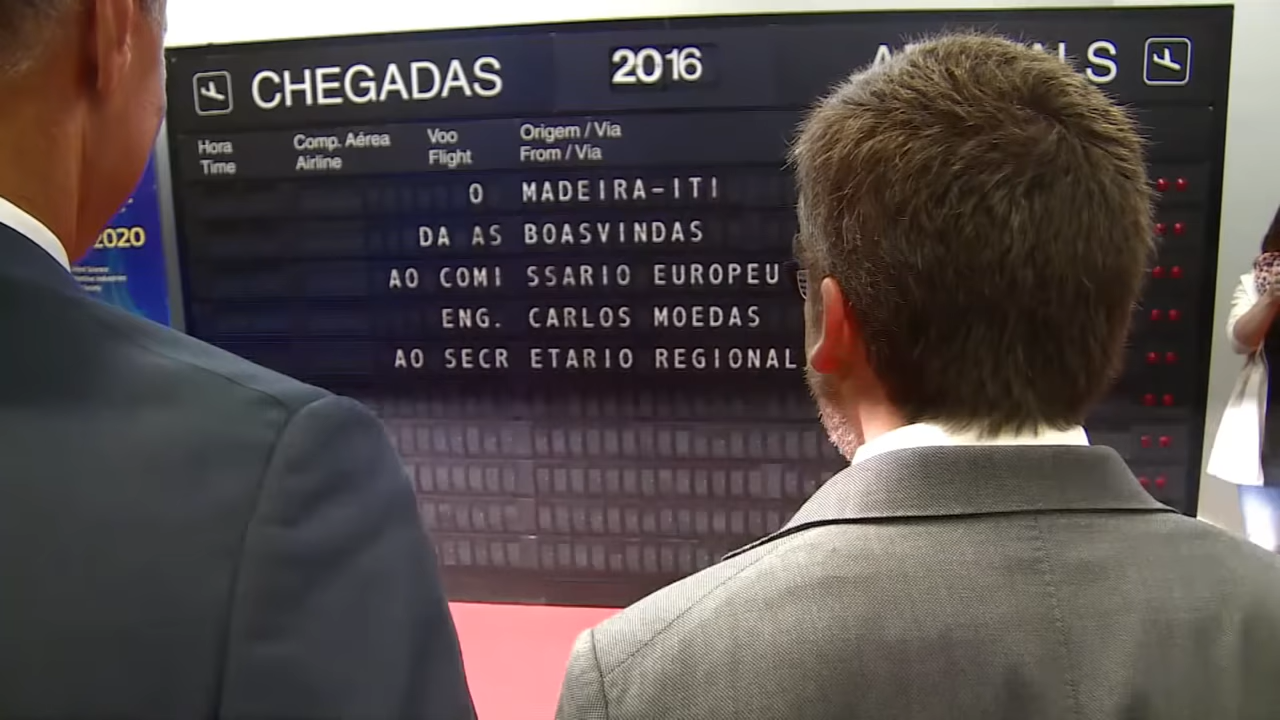 CHEGADAS 2016
Hora Comp. Aérea Voo Origem / Via
Time Airline Flight From / Via
O MADEIRA-ITI
DA AS BOASVINDAS
AO COMI SSARIO EUROPEU
ENG. CARLOS MOEDAS
AO SECR ETARIO REGIONAL
2020